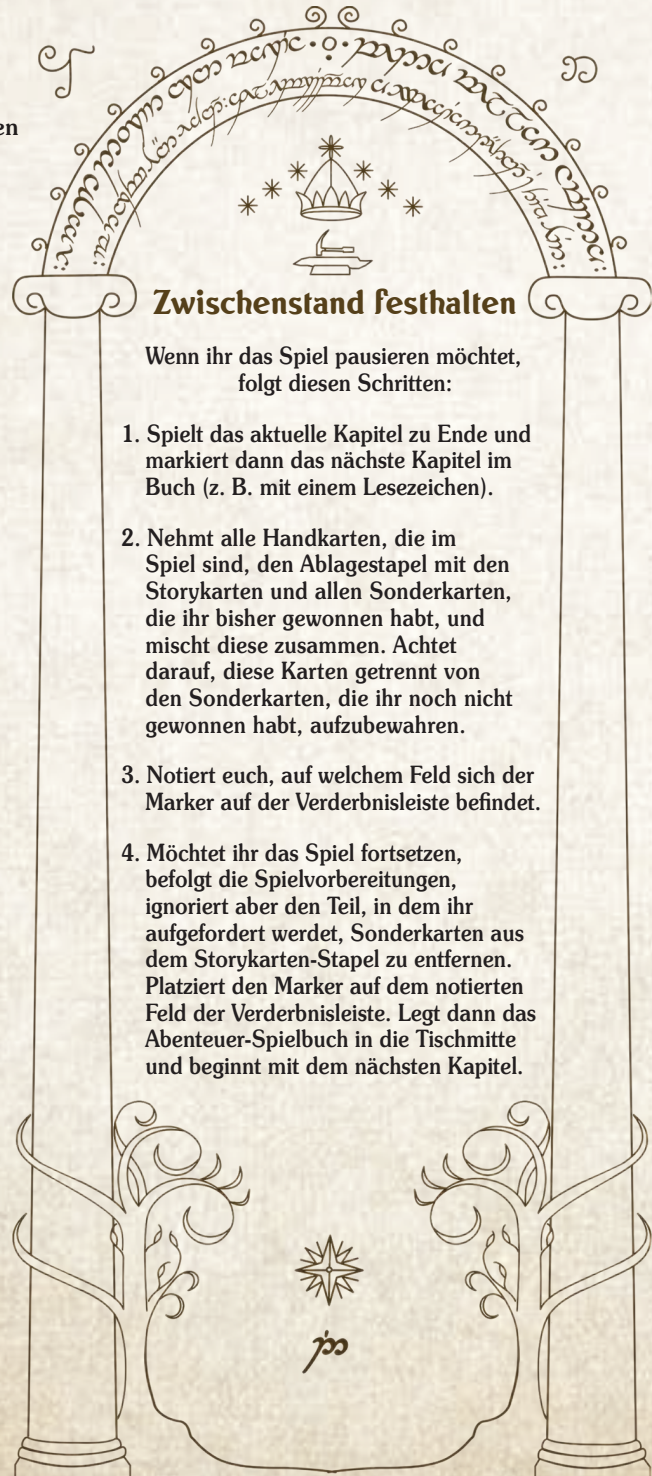 en
Zwischenstand festhalten
Wenn ihr das Spiel pausieren möchtet,
folgt diesen Schritten:
1. Spielt das aktuelle Kapitel zu Ende und
markiert dann das nächste Kapitel im
Buch (z. B. mit einem Lesezeichen).
2. Nehmt alle Handkarten, die im
Spiel sind, den Ablagestapel mit den
Storykarten und allen Sonderkarten,
die ihr bisher gewonnen habt, und
mischt diese zusammen. Achtet
darauf, diese Karten getrennt von
den Sonderkarten, die ihr noch nicht
gewonnen habt, aufzubewahren.
3. Notiert euch, auf welchem Feld sich der
Marker auf der Verderbnisleiste befindet.
4. Möchtet ihr das Spiel fortsetzen,
befolgt die Spielvorbereitungen,
ignoriert aber den Teil, in dem ihr
aufgefordert werdet, Sonderkarten aus
dem Storykarten-Stapel zu entfernen.
Platziert den Marker auf dem notierten
Feld der Verderbnisleiste. Legt dann das
Abenteuer-Spielbuch in die Tischmitte
und beginnt mit dem nächsten Kapitel.